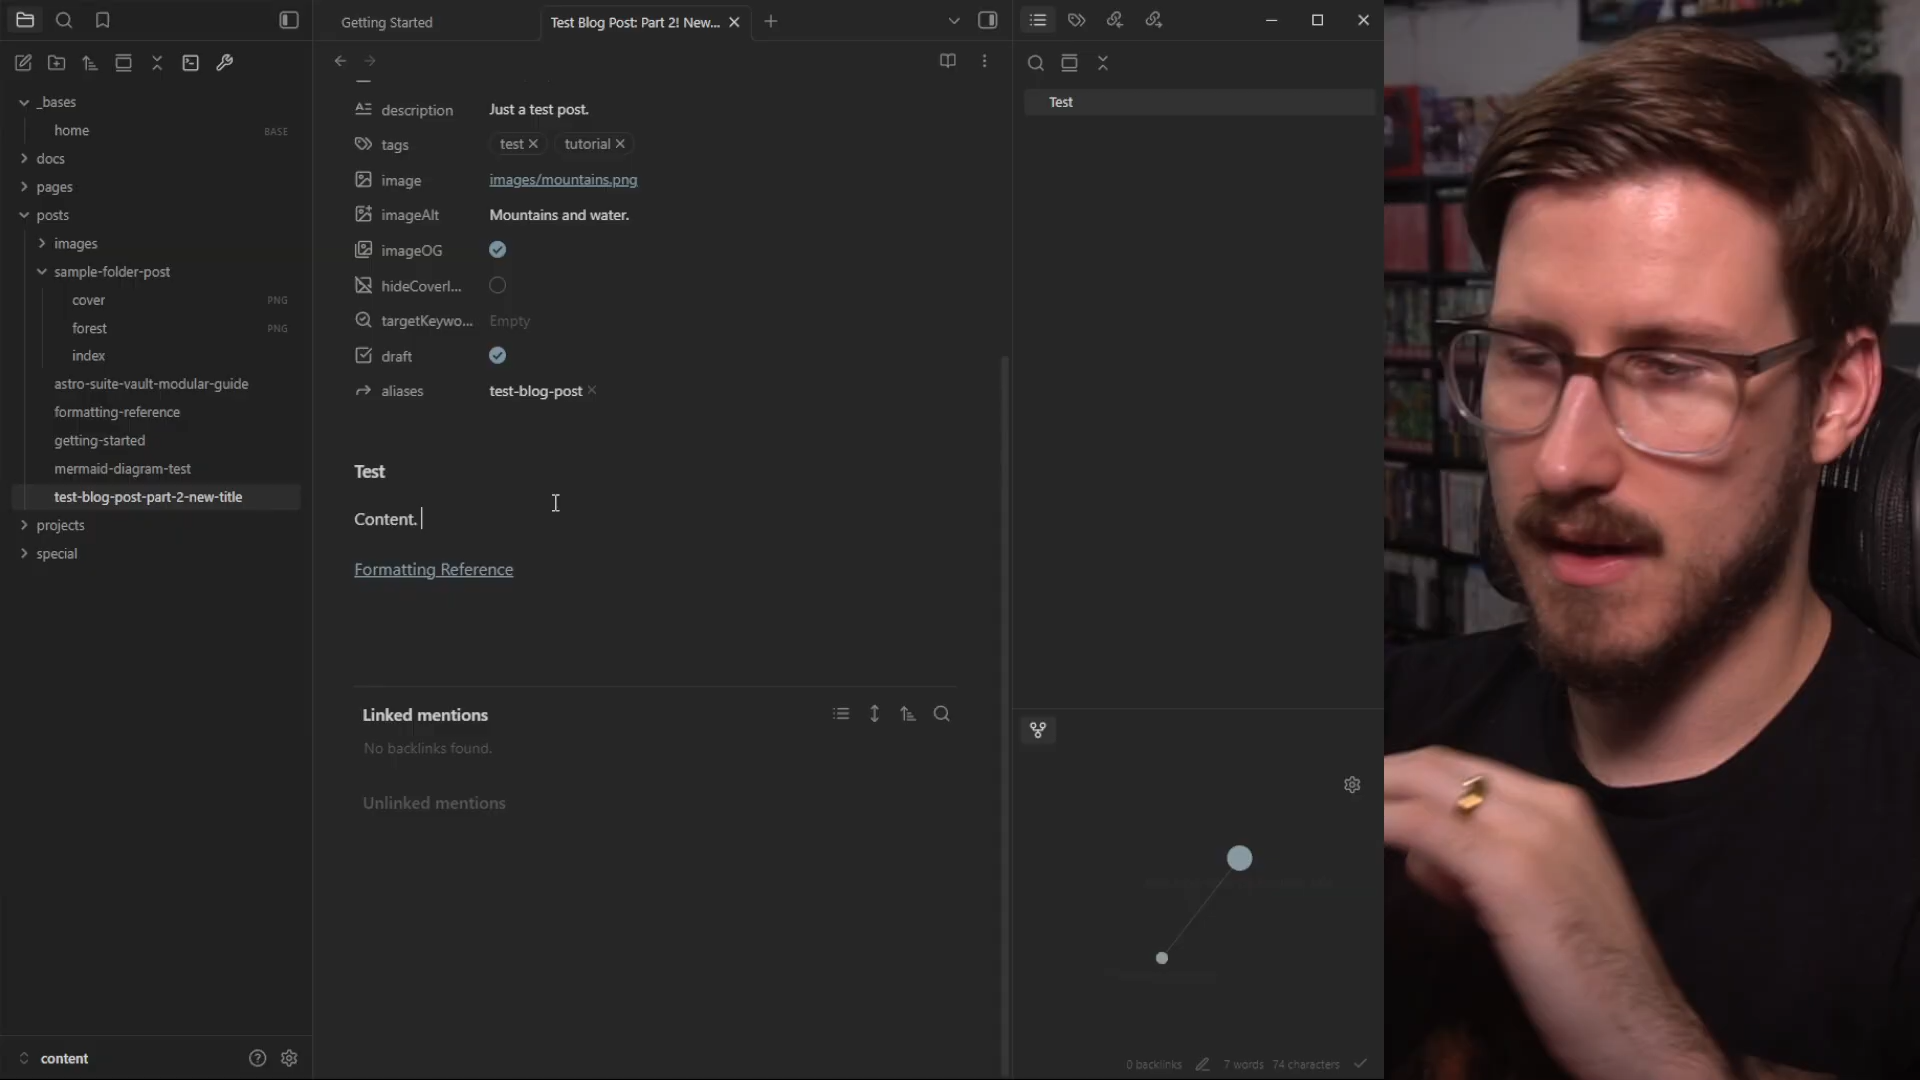 Getting Started
Test Blog Post: Part 2! New...
_bases
home
BASE
docs
pages
posts
images
sample-folder-post
cover
PNG
forest
PNG
index
astro-suite-vault-modular-guide
formatting-reference
getting-started
mermaid-diagram-test
test-blog-post-part-2-new-title
projects
special
content
description
Just a test post.
tags
test
tutorial
image
images/mountains.png
imageAlt
Mountains and water.
imageOG
hideCoverI...
targetKeywo...
Empty
draft
aliases
test-blog-post
Test
Content.
Formatting Reference
Linked mentions
No backlinks found.
Unlinked mentions
Test
0 backlinks
7 words
74 characters